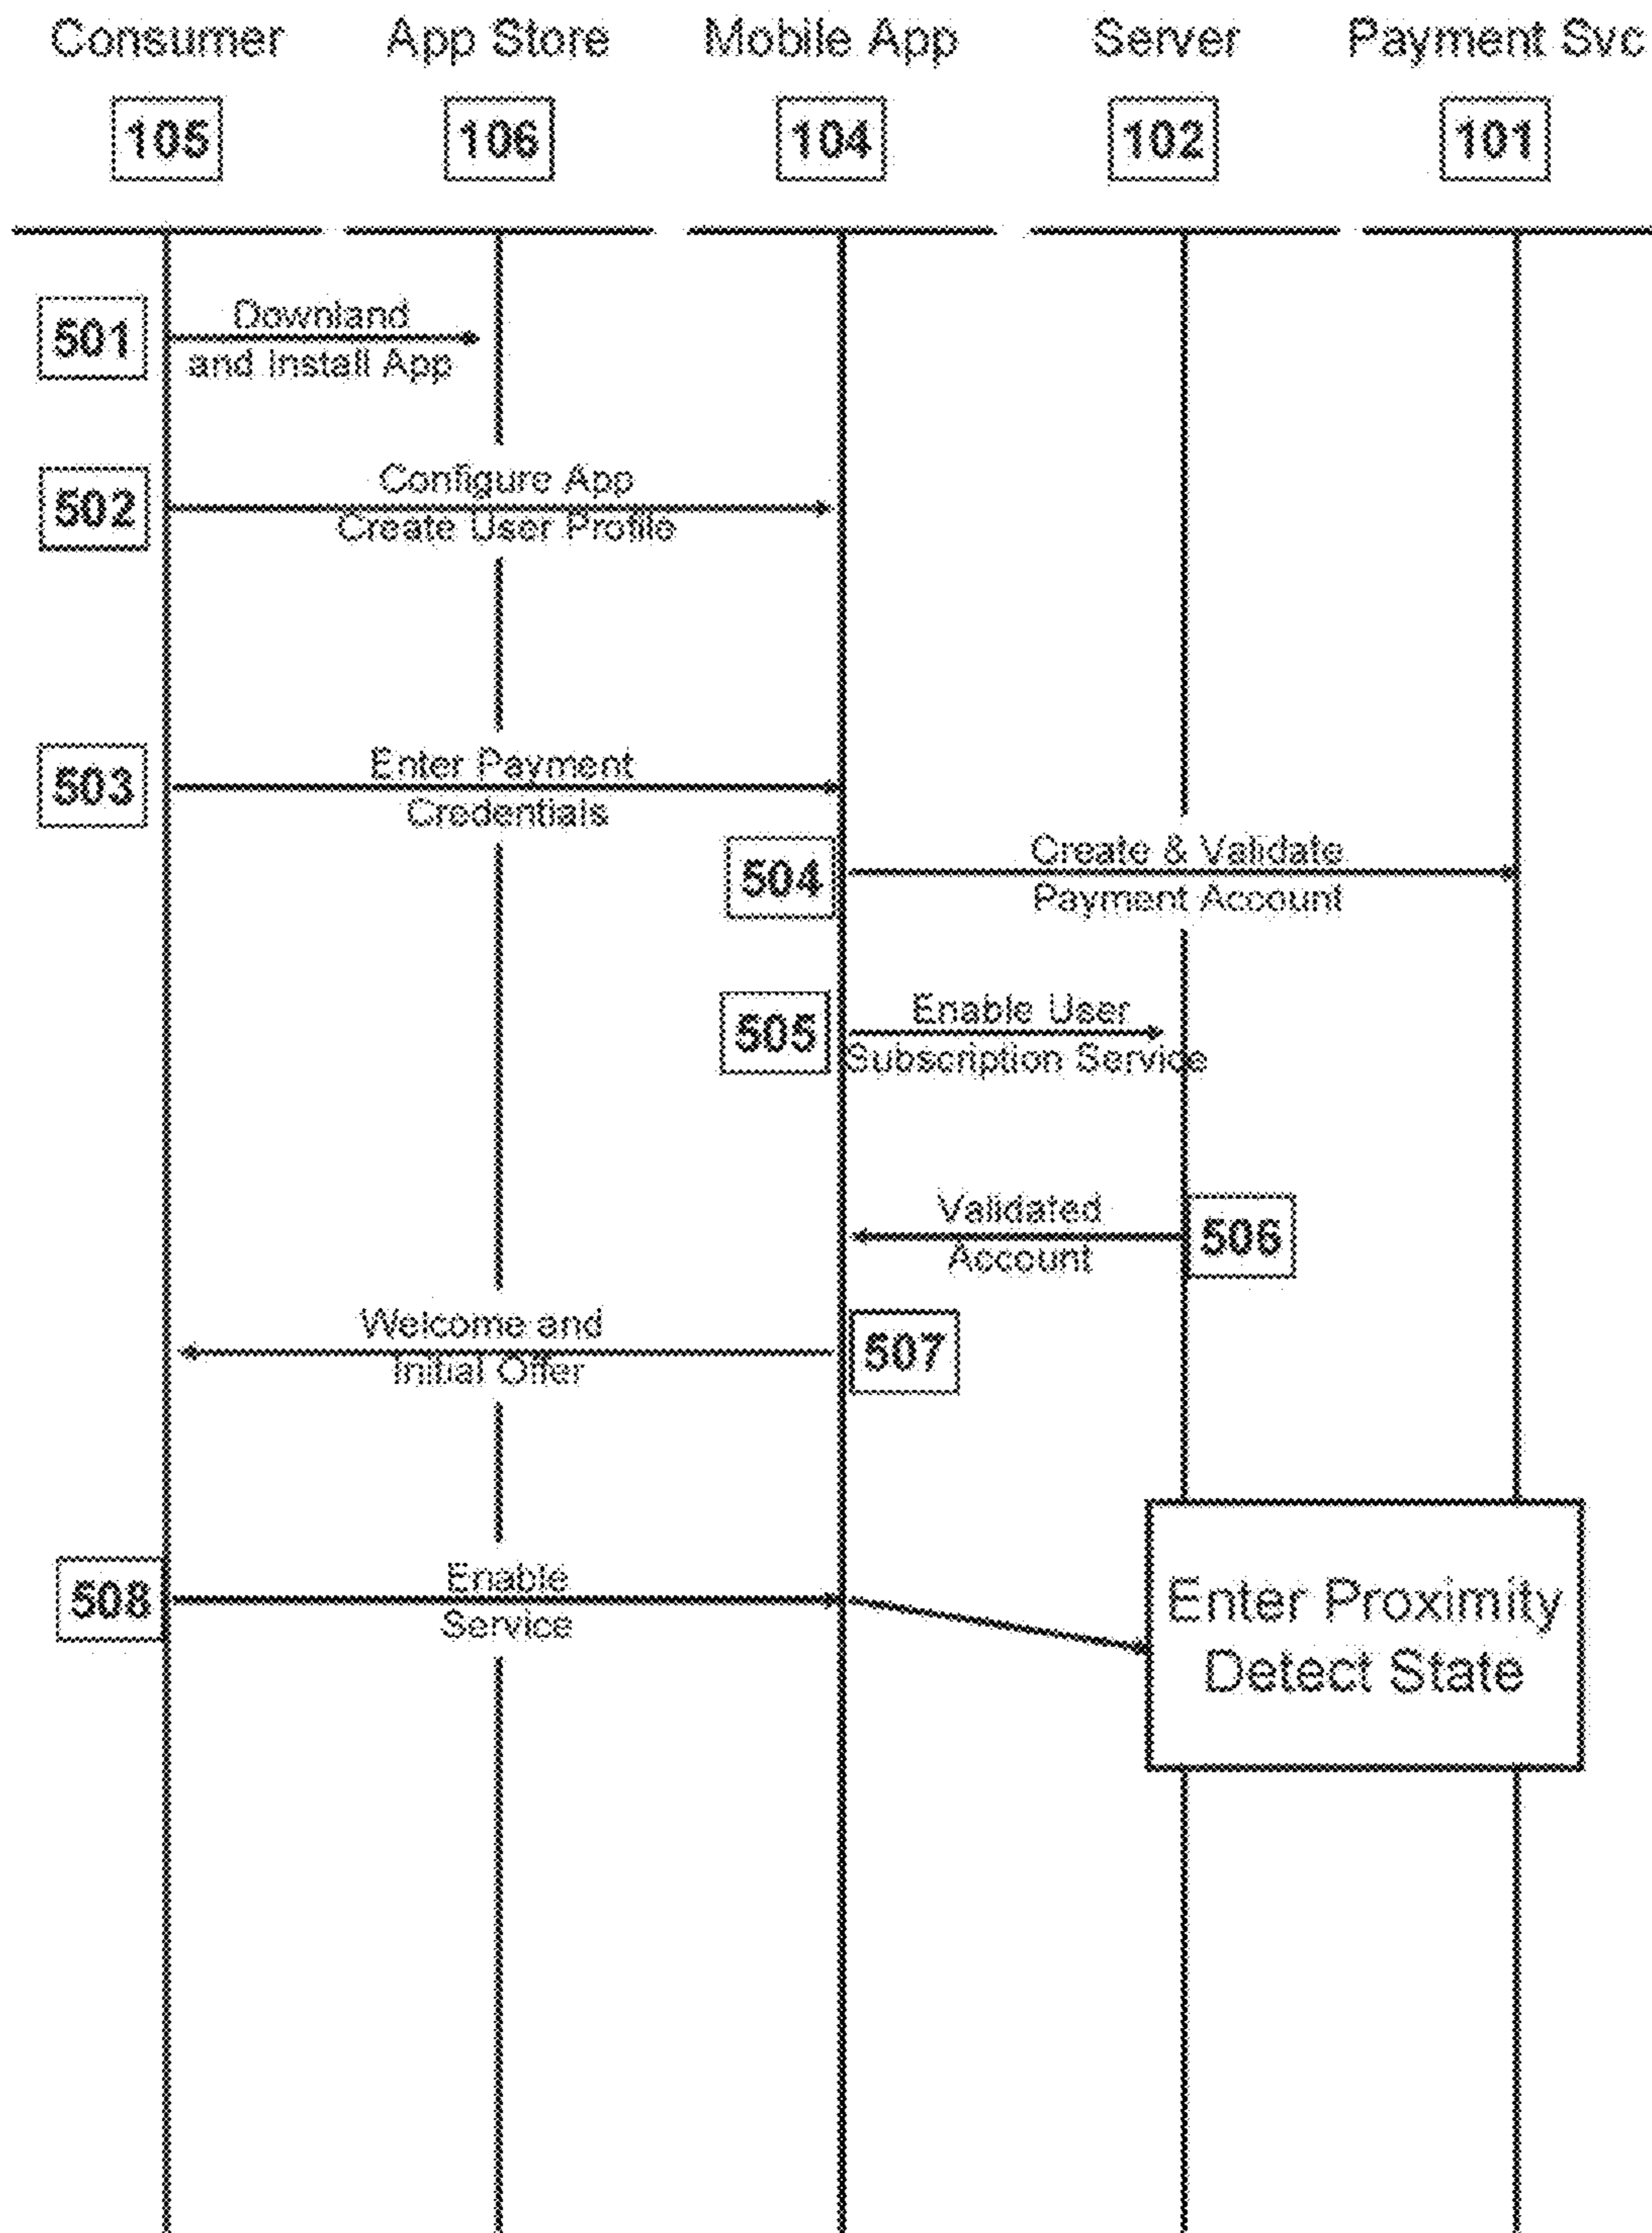 Consumer App Store Mobile App Server Payment Svc
105 106 104 102 101
501 Downland
and Install App
502 Configure App
Create User Profile
503 Enter Payment
Credentials
504 Create & Validate
Payment Account
505 Enable User
Subscription Service
Validated
Account 506
Welcome and
Initial Offer 507
508 Enable
Service
Enter Proximity
Detect State